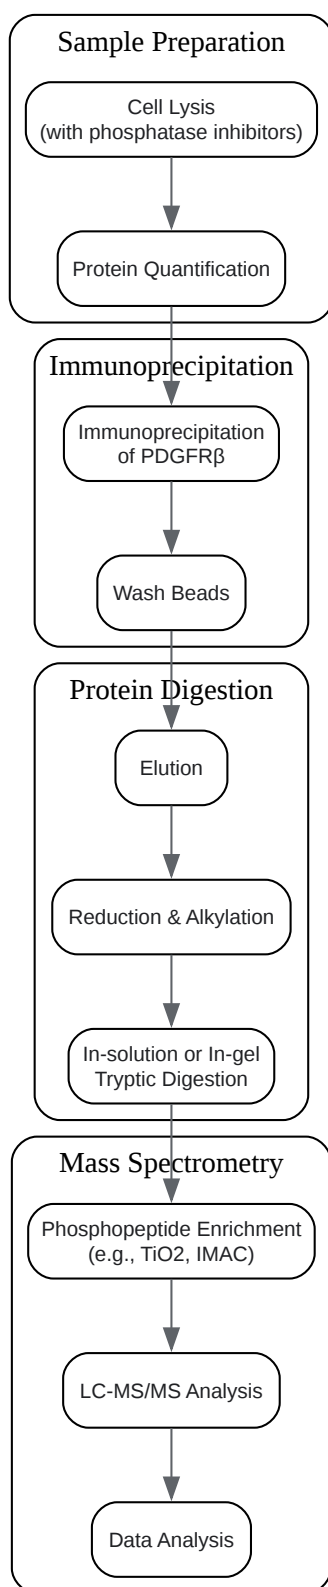 Sample Preparation
Cell Lysis
(with phosphatase inhibitors)
Protein Quantification
Immunoprecipitation
Immunoprecipitation
of PDGFRβ
Wash Beads
Protein Digestion
Elution
Reduction & Alkylation
In-solution or In-gel
Tryptic Digestion
Mass Spectrometry
Phosphopeptide Enrichment
(e.g., TiO2, IMAC)
LC-MS/MS Analysis
Data Analysis